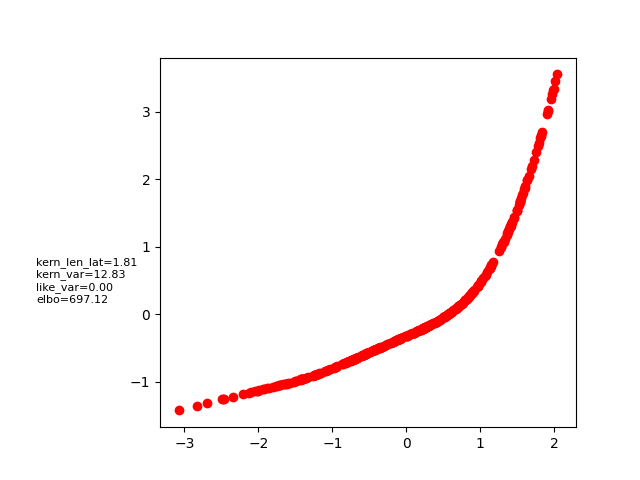 3
2
1
0
−1
kern_len_lat=1.81
kern_var=12.83
like_var=0.00
elbo=697.12
−3 −2 −1 0 1 2